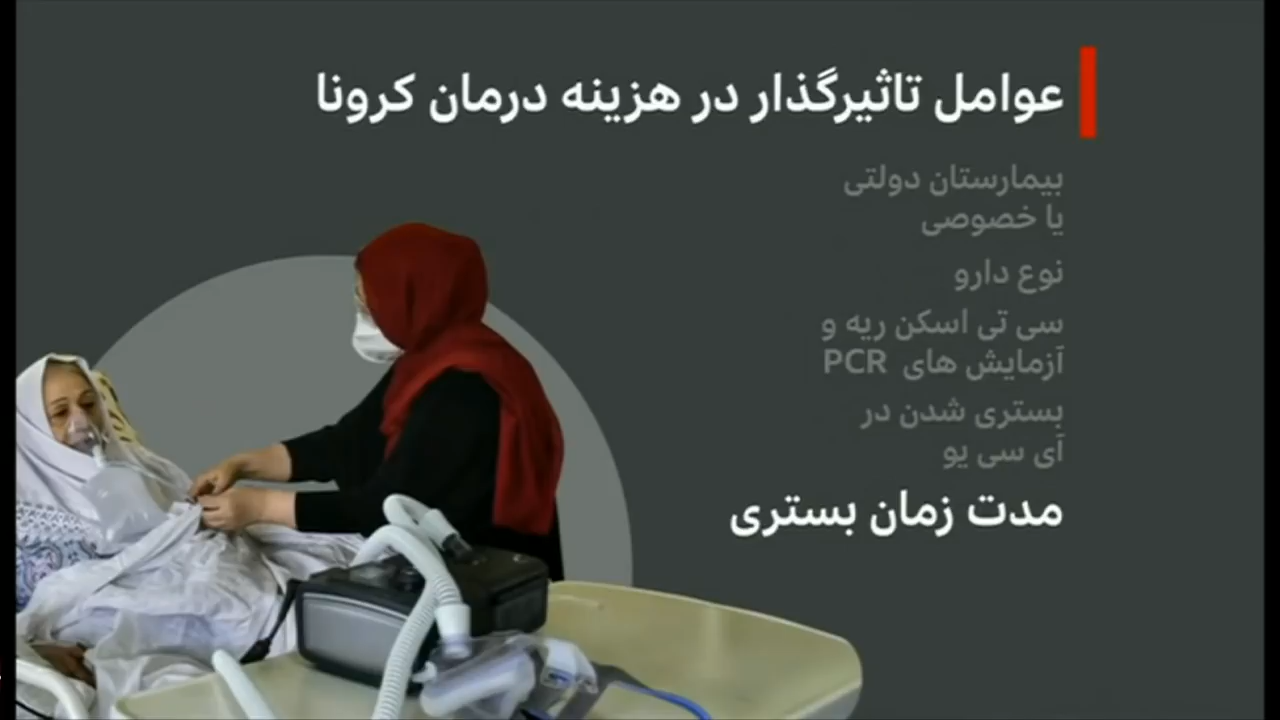 عوامل تاثیرگذار در هزینه درمان کرونا
بیمارستان دولتی
یا خصوصی
نوع دارو
سی تی اسکن ریه و
آزمایش های PCR
بستری شدن در
آی سی یو
مدت زمان بستری